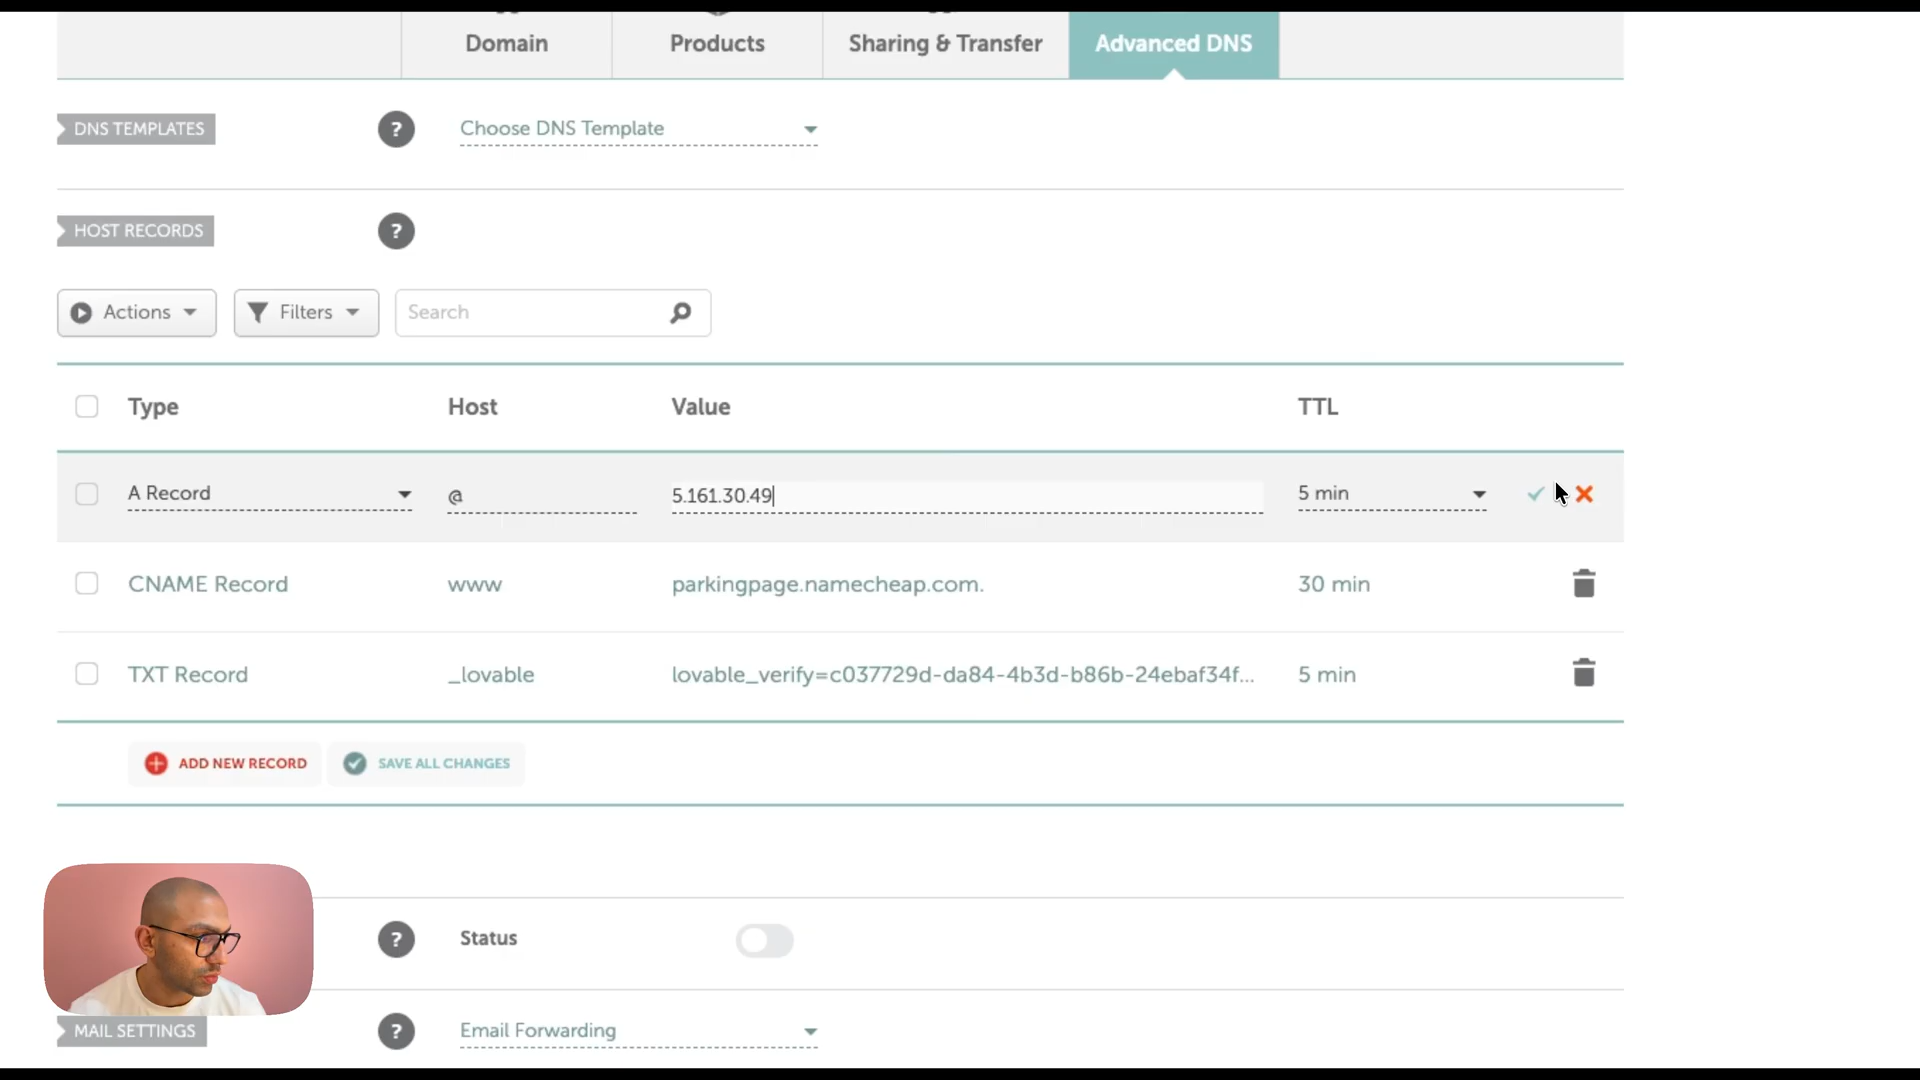 Domain
Products
Sharing & Transfer
Advanced DNS
DNS TEMPLATES
?
Choose DNS Template
HOST RECORDS
?
Actions
Filters
Search
Type
Host
Value
TTL
A Record
@
5.161.30.49
5 min
CNAME Record
www
parkingpage.namecheap.com.
30 min
TXT Record
_lovable
lovable_verify=c037729d-da84-4b3d-b86b-24ebaf34f...
5 min
ADD NEW RECORD
SAVE ALL CHANGES
?
Status
MAIL SETTINGS
?
Email Forwarding